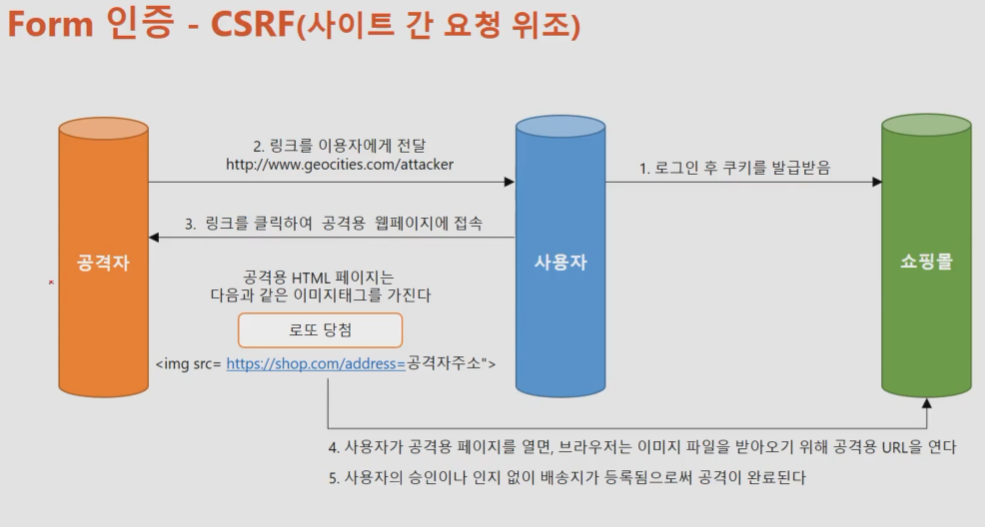 Form 인증 - CSRF(사이트 간 요청 위조)
2. 링크를 이용자에게 전달
http://www.geocities.com/attacker
1. 로그인 후 쿠키를 발급받음
3. 링크를 클릭하여 공격용 웹페이지에 접속
공격자
사용자
쇼핑몰
공격용 HTML 페이지는
다음과 같은 이미지태그를 가진다
로또 당첨
<img src= https://shop.com/address=공격자주소">
4. 사용자가 공격용 페이지를 열면, 브라우저는 이미지 파일을 받아오기 위해 공격용 URL을 연다
5. 사용자의 승인이나 인지 없이 배송지가 등록됨으로써 공격이 완료된다